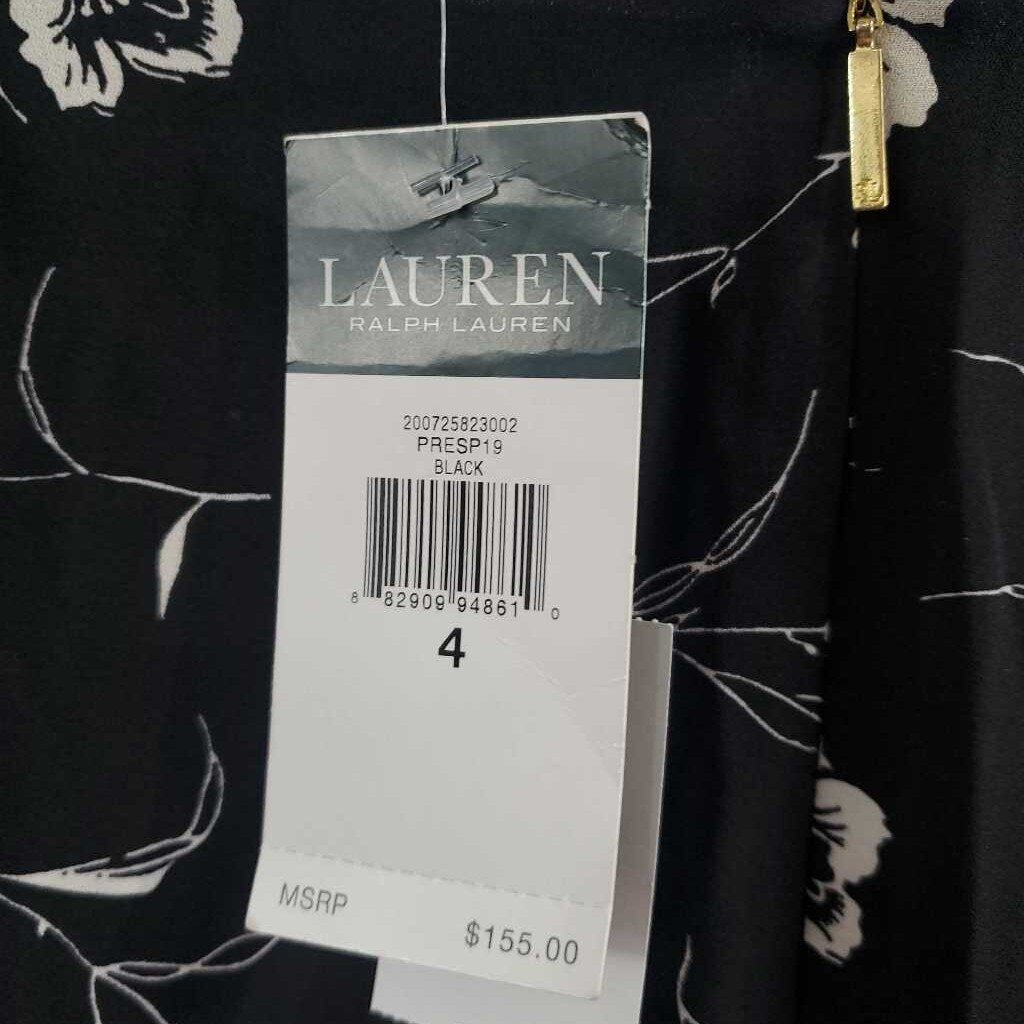 LAUREN
RALPH LAUREN
200725823002
PRESP19
BLACK
8 82909 94861 0
4
MSRP
$155.00